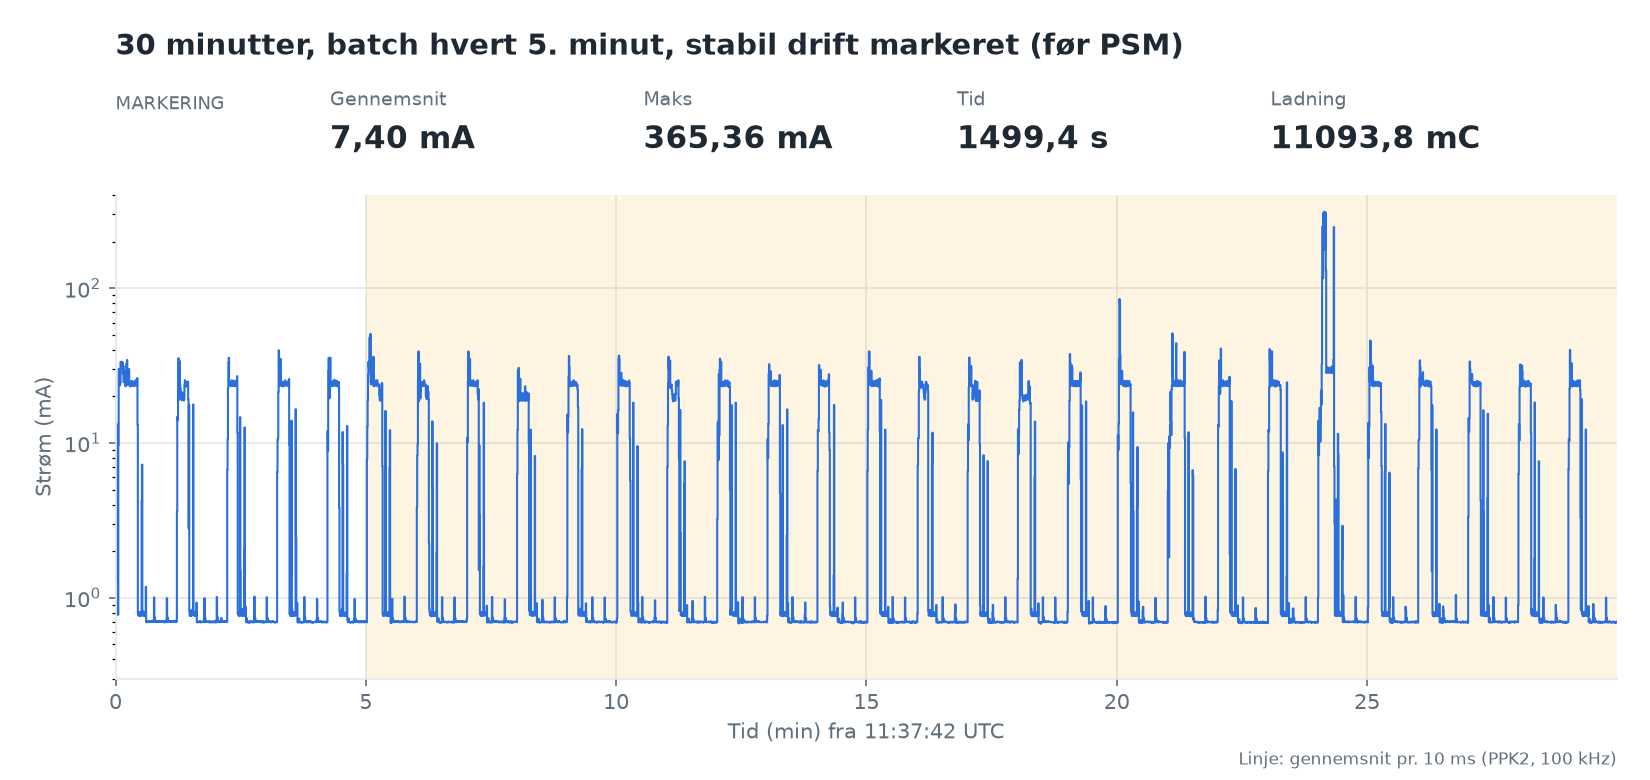 30 minutter, batch hvert 5. minut, stabil drift markeret (før PSM)
MARKERING
Gennemsnit
7,40 mA
Maks
365,36 mA
Tid
1499,4 s
Ladning
11093,8 mC
Strøm (mA)
10²
10¹
10⁰
0 5 10 15 20 25
Tid (min) fra 11:37:42 UTC
Linje: gennemsnit pr. 10 ms (PPK2, 100 kHz)